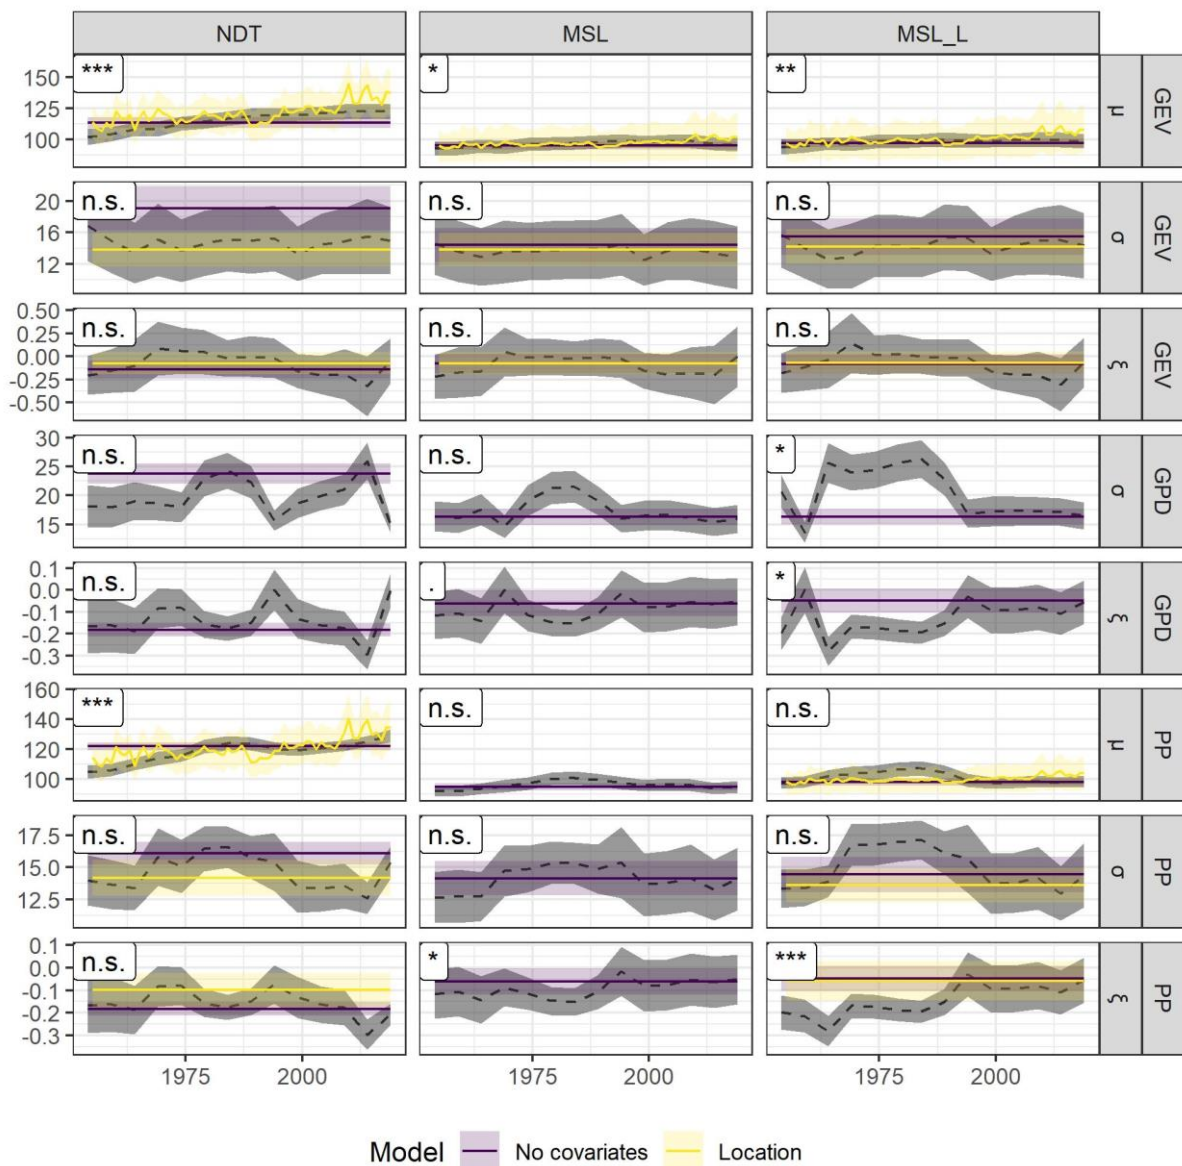 NDT MSL MSL_L
*** * ** μ GEV
150
125
100
n.s. n.s. n.s. σ GEV
20
16
12
n.s. n.s. n.s. ξ GEV
0.50
0.25
0.00
-0.25
-0.50
n.s. n.s. * σ GPD
30
25
20
15
n.s. . * ξ GPD
0.1
0.0
-0.1
-0.2
-0.3
*** n.s. n.s. μ PP
160
140
120
100
n.s. n.s. n.s. σ PP
17.5
15.0
12.5
n.s. * *** ξ PP
0.1
0.0
-0.1
-0.2
-0.3
1975 2000 1975 2000 1975 2000
Model No covariates Location